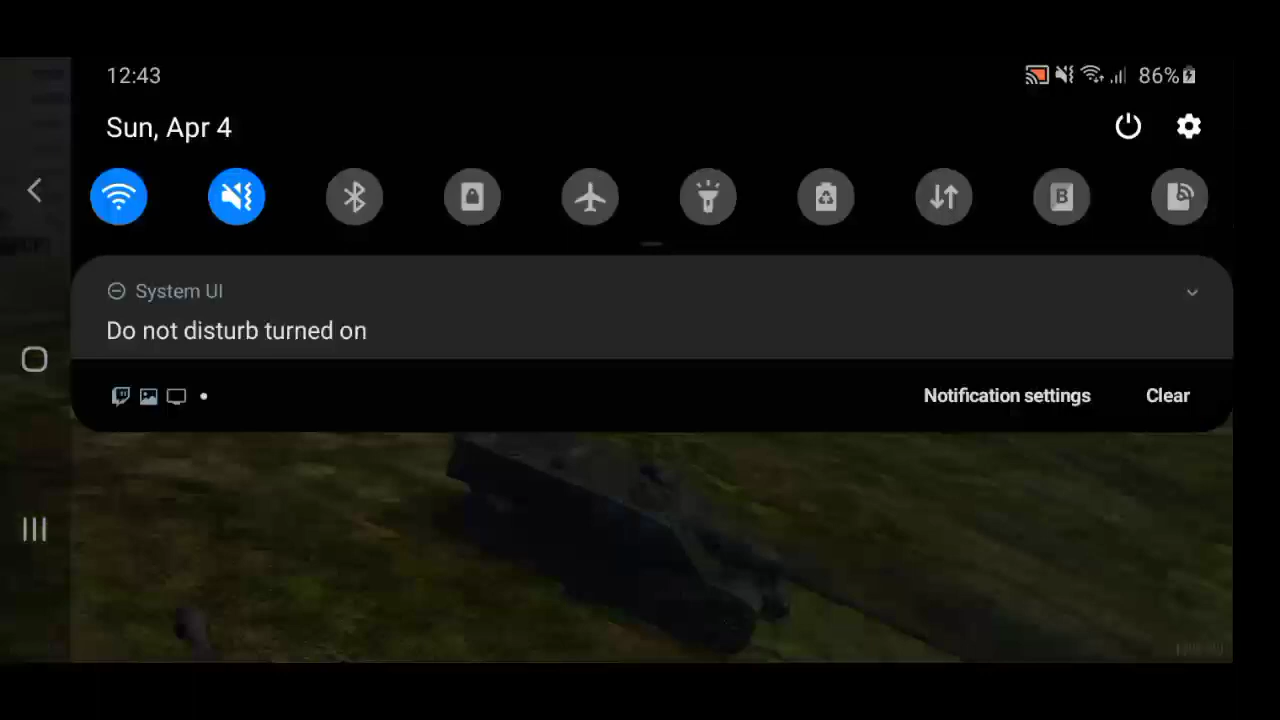 12:43
86%
Sun, Apr 4
B
System UI
Do not disturb turned on
Notification settings
Clear